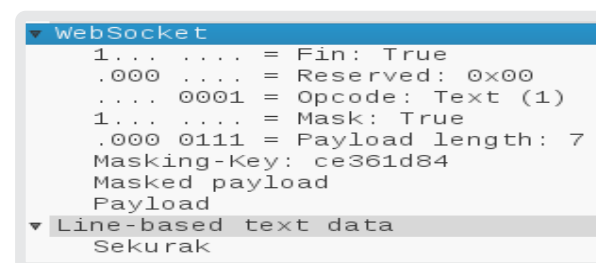 WebSocket
1... .... = Fin: True
.000 .... = Reserved: 0x00
.... 0001 = Opcode: Text (1)
1... .... = Mask: True
.000 0111 = Payload length: 7
Masking-Key: ce361d84
Masked payload
Payload
Line-based text data
Sekurak